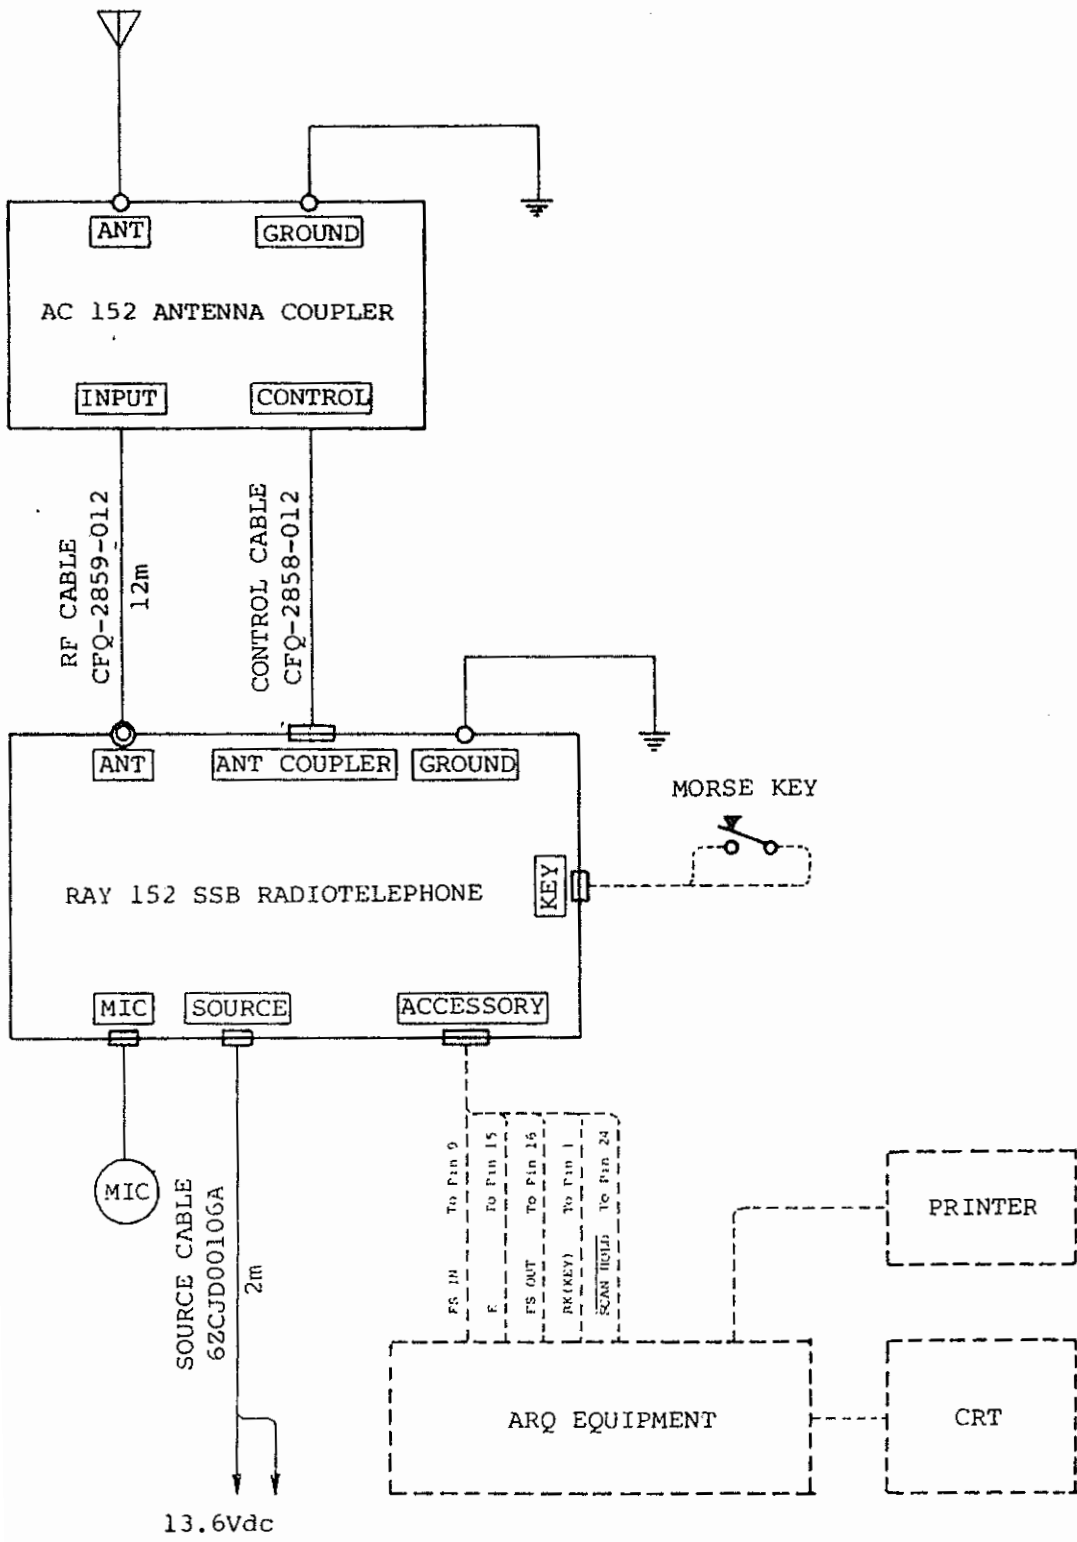 ANT
GROUND
AC 152 ANTENNA COUPLER
INPUT
CONTROL
RF CABLE
CFQ-2859-012
12m
CONTROL CABLE
CFQ-2858-012
ANT
ANT COUPLER
GROUND
MORSE KEY
RAY 152 SSB RADIOTELEPHONE
KEY
MIC
SOURCE
ACCESSORY
MIC
SOURCE CABLE
6ZCJD00106A
2m
13.6Vdc
FS IN To Pin 9
E To Pin 15
FS OUT To Pin 16
BK(KEY) To Pin 1
SCAN HOLD To Pin 24
PRINTER
ARQ EQUIPMENT
CRT